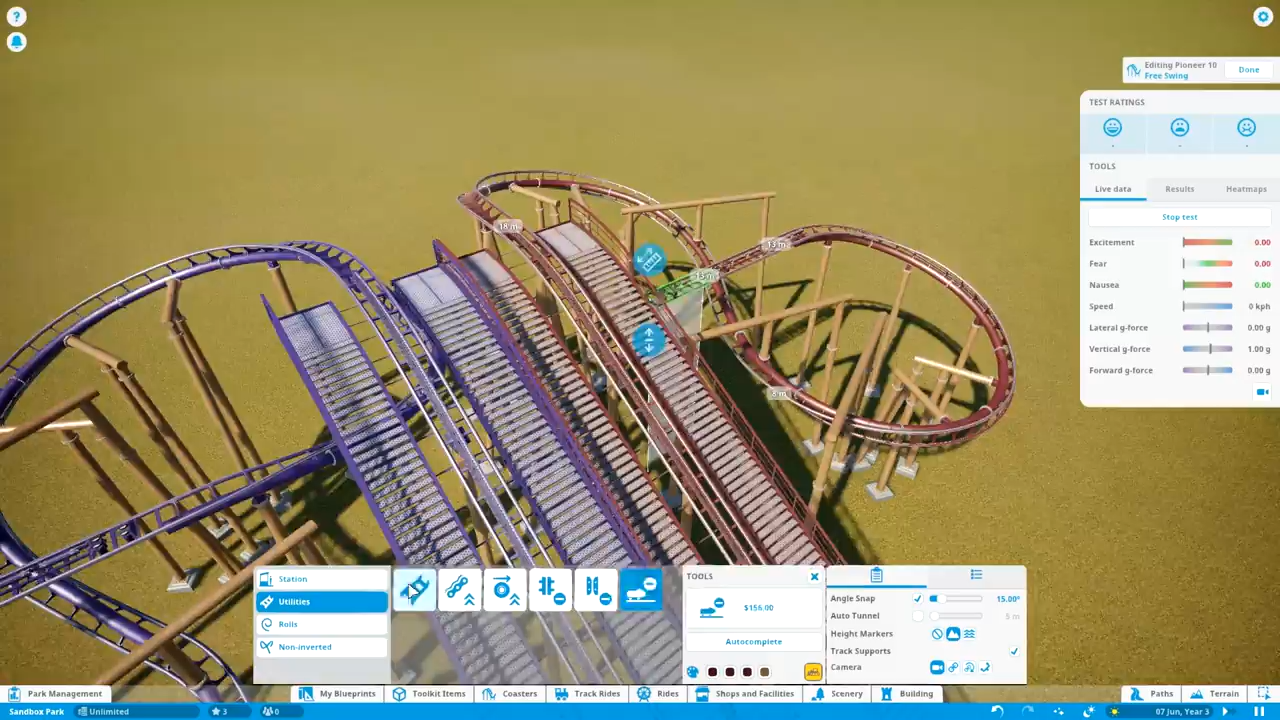 ?
Editing Pioneer 10
Free Swing
Done
TEST RATINGS
- - -
TOOLS
Live data Results Heatmaps
Stop test
Excitement 0.00
Fear 0.00
Nausea 0.00
Speed 0 kph
Lateral g-force 0.00 g
Vertical g-force 1.00 g
Forward g-force 0.00 g
18 m
13 m
13 m
8 m
Station
Utilities
Rolls
Non-inverted
TOOLS
$156.00
Autocomplete
Angle Snap 15.00°
Auto Tunnel 5 m
Height Markers
Track Supports
Camera
Park Management My Blueprints Toolkit Items Coasters Track Rides Rides Shops and Facilities Scenery Building Paths Terrain
Sandbox Park Unlimited 3 0 07 Jun, Year 3